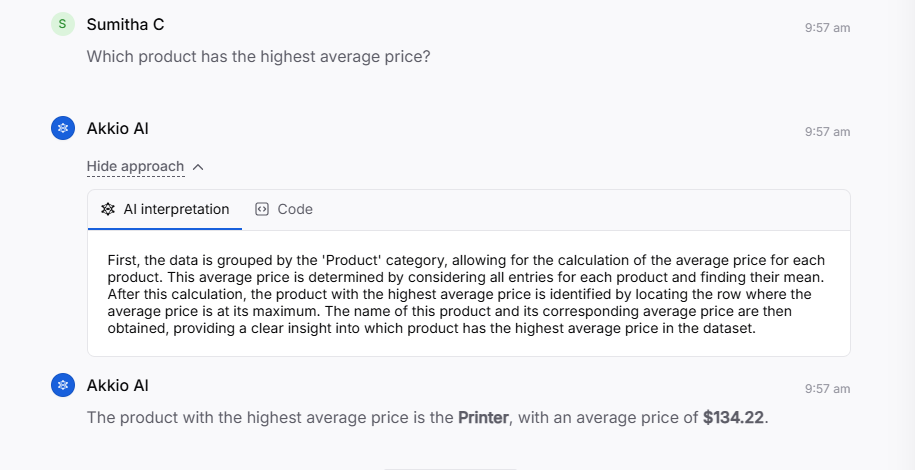 S
Sumitha C
9:57 am
Which product has the highest average price?
Akkio AI
9:57 am
Hide approach
AI interpretation
Code
First, the data is grouped by the 'Product' category, allowing for the calculation of the average price for each
product. This average price is determined by considering all entries for each product and finding their mean.
After this calculation, the product with the highest average price is identified by locating the row where the
average price is at its maximum. The name of this product and its corresponding average price are then
obtained, providing a clear insight into which product has the highest average price in the dataset.
Akkio AI
9:57 am
The product with the highest average price is the Printer, with an average price of $134.22.